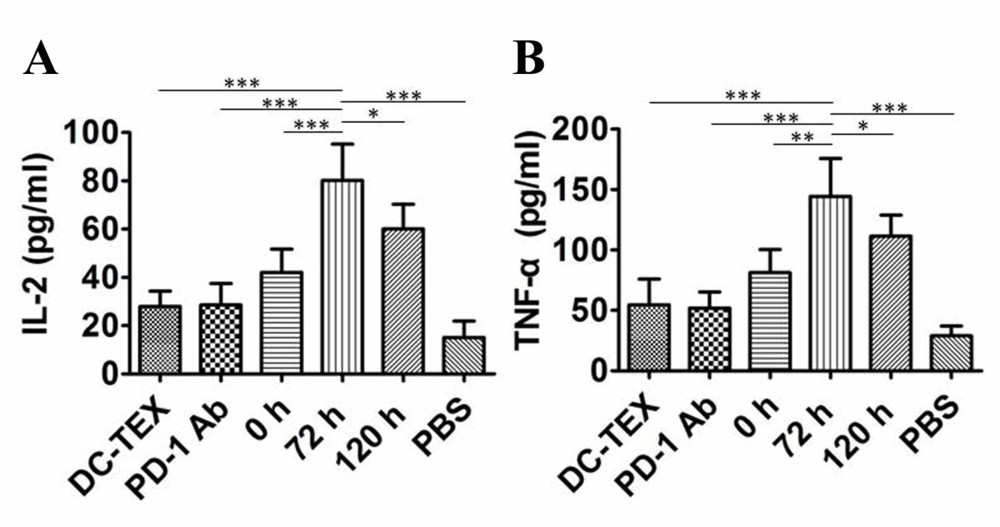 A
***
***
***
*
***
100
80
60
40
20
0
IL-2 (pg/ml)
DC-TEX
PD-1 Ab
0 h
72 h
120 h
PBS
B
***
***
***
*
**
200
150
100
50
0
TNF-α (pg/ml)
DC-TEX
PD-1 Ab
0 h
72 h
120 h
PBS